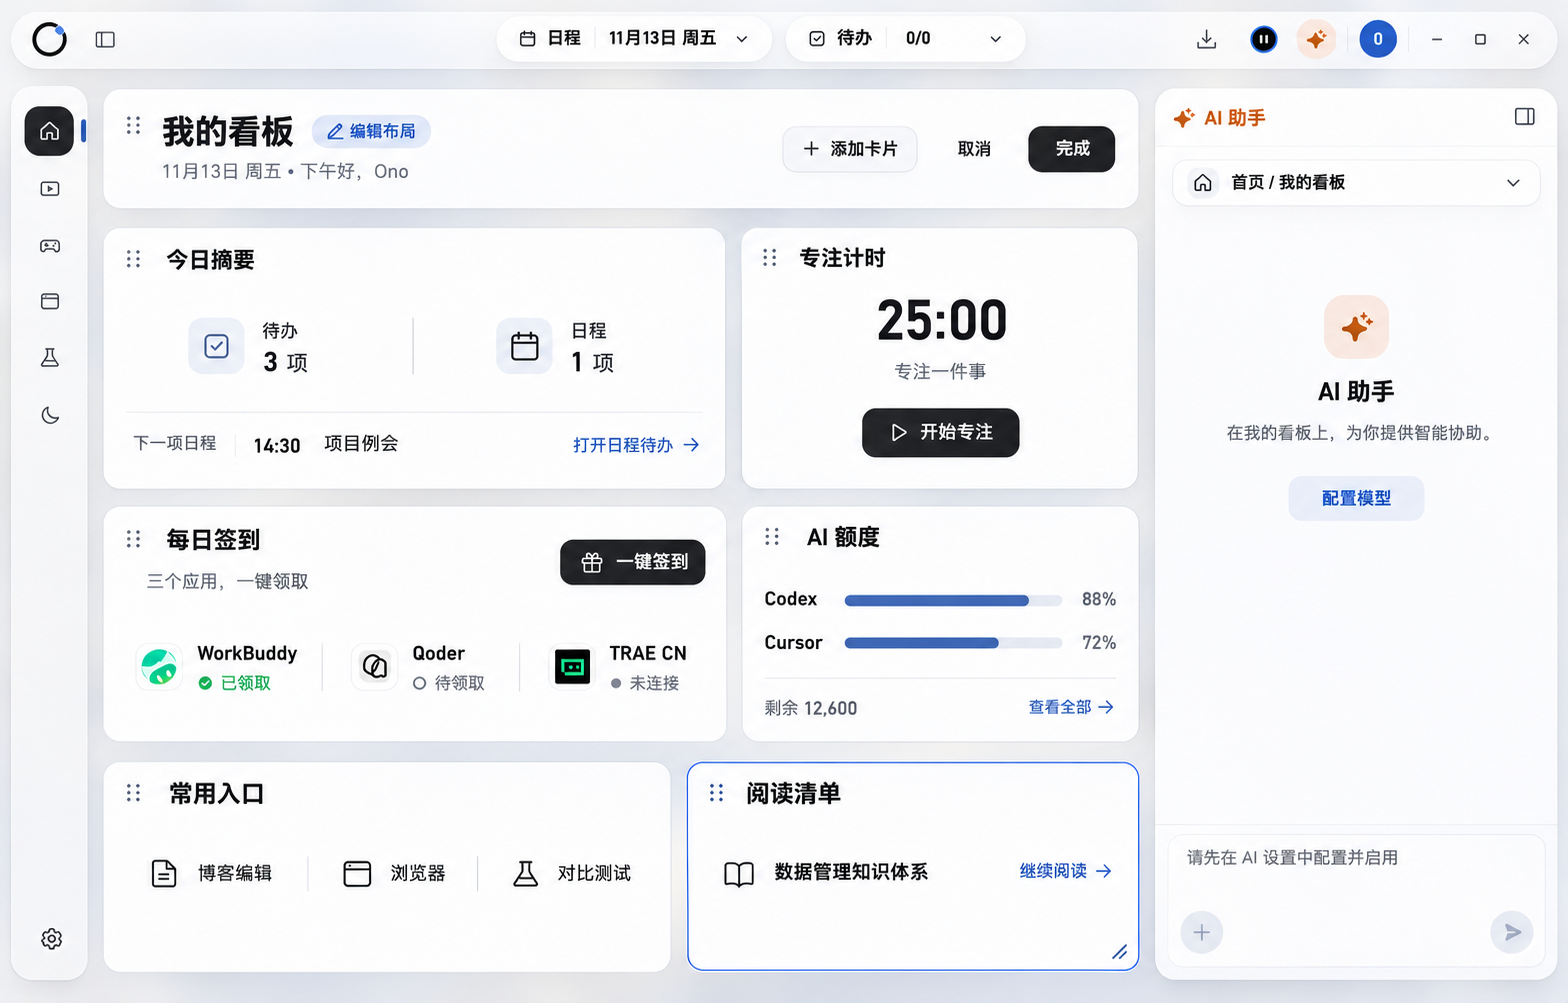 日程 11月13日 周五
待办 0/0
0
我的看板 编辑布局
11月13日 周五 • 下午好，Ono
添加卡片 取消 完成
今日摘要
待办
3 项
日程
1 项
下一项日程 14:30 项目例会 打开日程待办
专注计时
25:00
专注一件事
开始专注
每日签到
三个应用，一键领取
一键签到
WorkBuddy
已领取
Qoder
待领取
TRAE CN
未连接
AI 额度
Codex 88%
Cursor 72%
剩余 12,600 查看全部
常用入口
博客编辑 浏览器 对比测试
阅读清单
数据管理知识体系 继续阅读
AI 助手
首页 / 我的看板
AI 助手
在我的看板上，为你提供智能协助。
配置模型
请先在 AI 设置中配置并启用